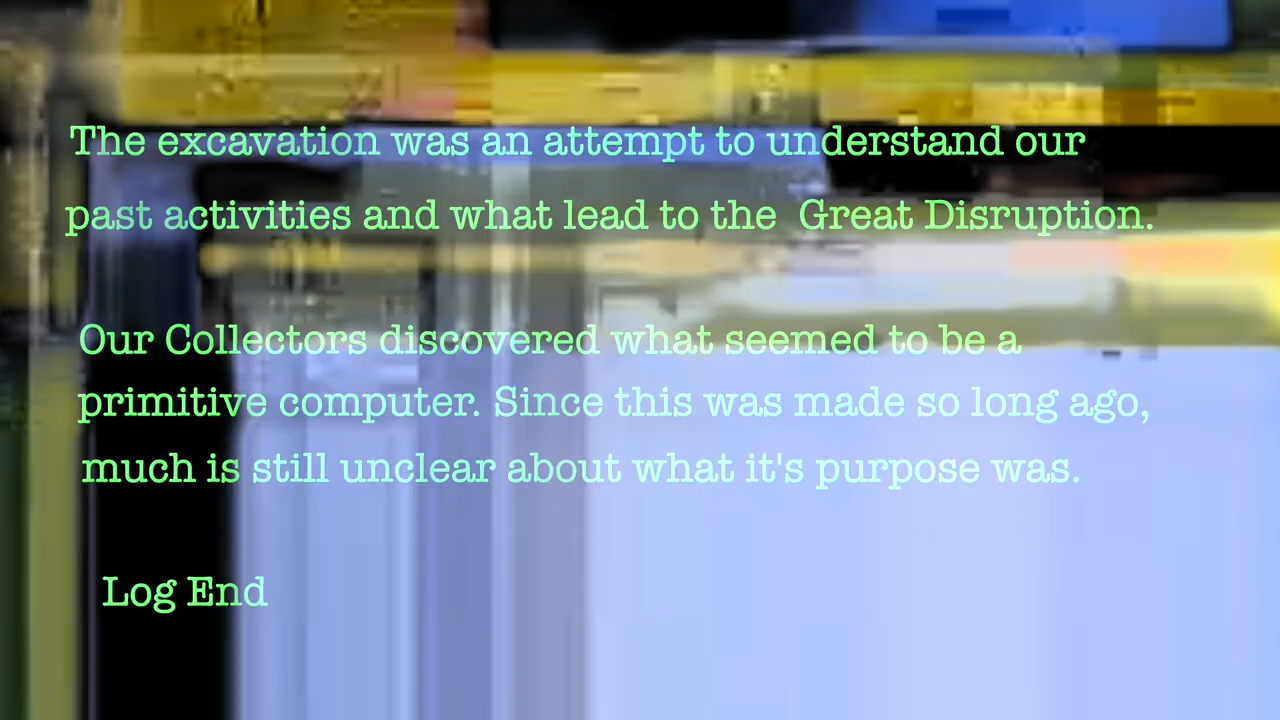 The excavation was an attempt to understand our
past activities and what lead to the  Great Disruption.
Our Collectors discovered what seemed to be a
primitive computer. Since this was made so long ago,
much is still unclear about what it's purpose was.
Log End